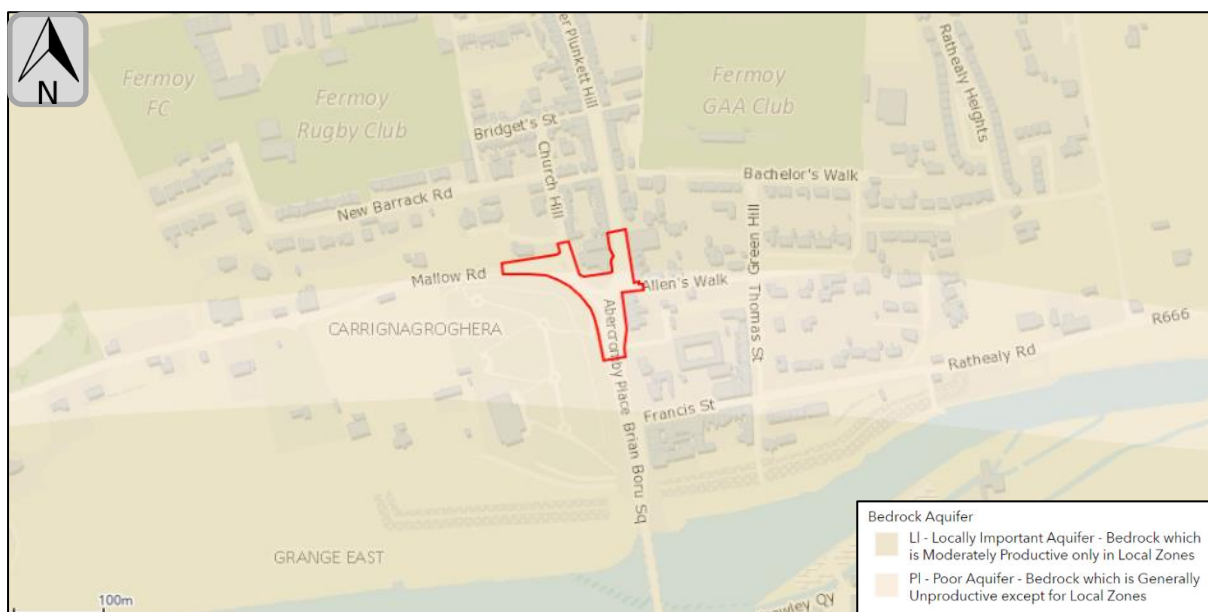 N
Fermoy
FC
Fermoy
Rugby Club
er Plunkett Hill
Fermoy
GAA Club
Rathealy Heights
Bridget's St
Church Hill
New Barrack Rd
Bachelor's Walk
Mallow Rd
Allen's Walk
Green Hill
Thomas St
CARRIGNAGROGHERA
Abercromby Place
Brian Boru Sq
Francis St
Rathealy Rd
R666
GRANGE EAST
100m
wley Qy
Bedrock Aquifer
Ll - Locally Important Aquifer - Bedrock which
is Moderately Productive only in Local Zones
Pl - Poor Aquifer - Bedrock which is Generally
Unproductive except for Local Zones